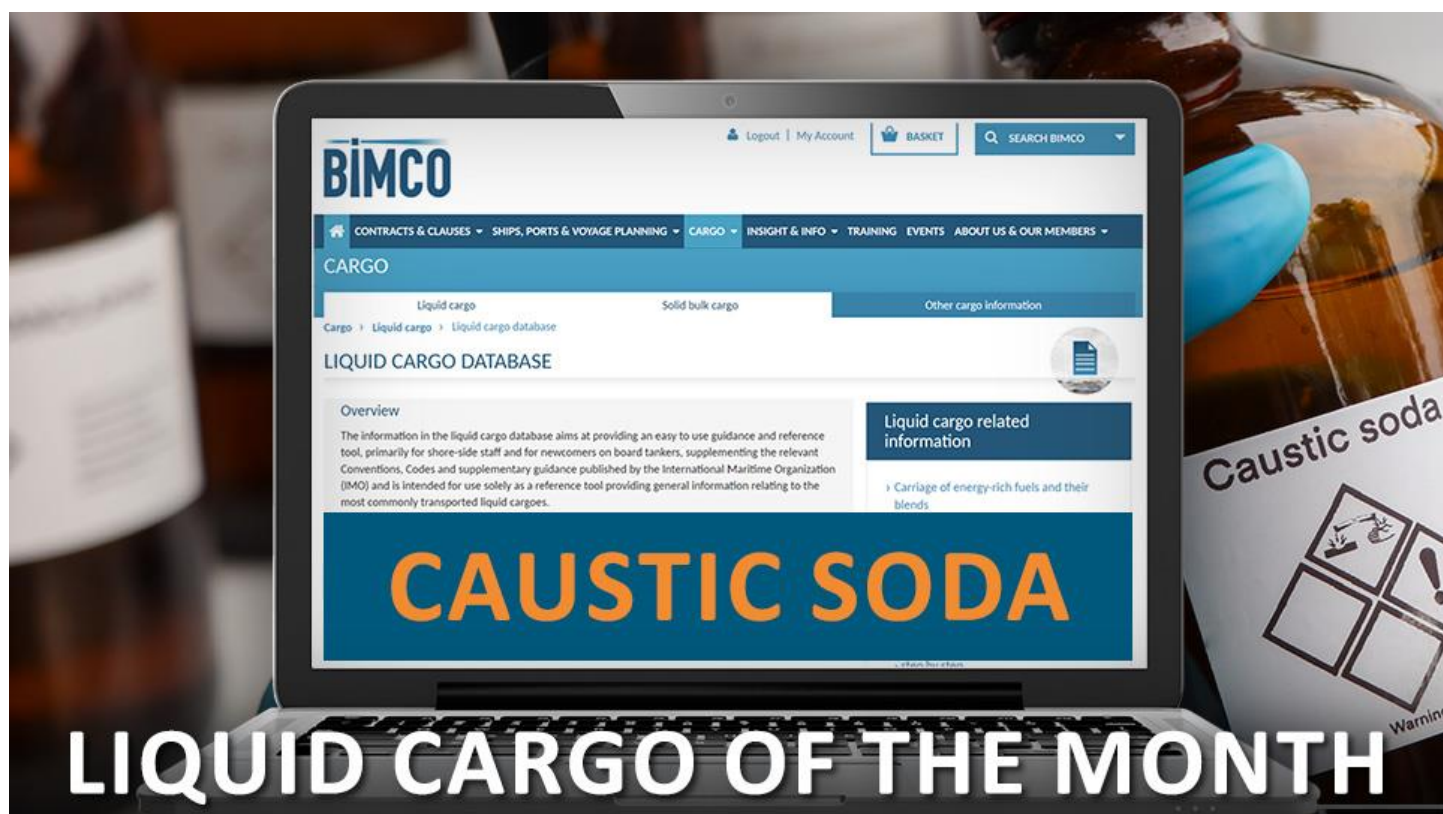 BIMCO
Logout | My Account
BASKET
SEARCH BIMCO
CONTRACTS & CLAUSES
SHIPS, PORTS & VOYAGE PLANNING
CARGO
INSIGHT & INFO
TRAINING
EVENTS
ABOUT US & OUR MEMBERS
CARGO
Liquid cargo
Solid bulk cargo
Other cargo information
Cargo › Liquid cargo › Liquid cargo database
LIQUID CARGO DATABASE
Overview
The information in the liquid cargo database aims at providing an easy to use guidance and reference
tool, primarily for shore-side staff and for newcomers on board tankers, supplementing the relevant
Conventions, Codes and supplementary guidance published by the International Maritime Organization
(IMO) and is intended for use solely as a reference tool providing general information relating to the
most commonly transported liquid cargoes.
Liquid cargo related
information
› Carriage of energy-rich fuels and their
blends
CAUSTIC SODA
› step by step
Caustic soda
Warning
LIQUID CARGO OF THE MONTH